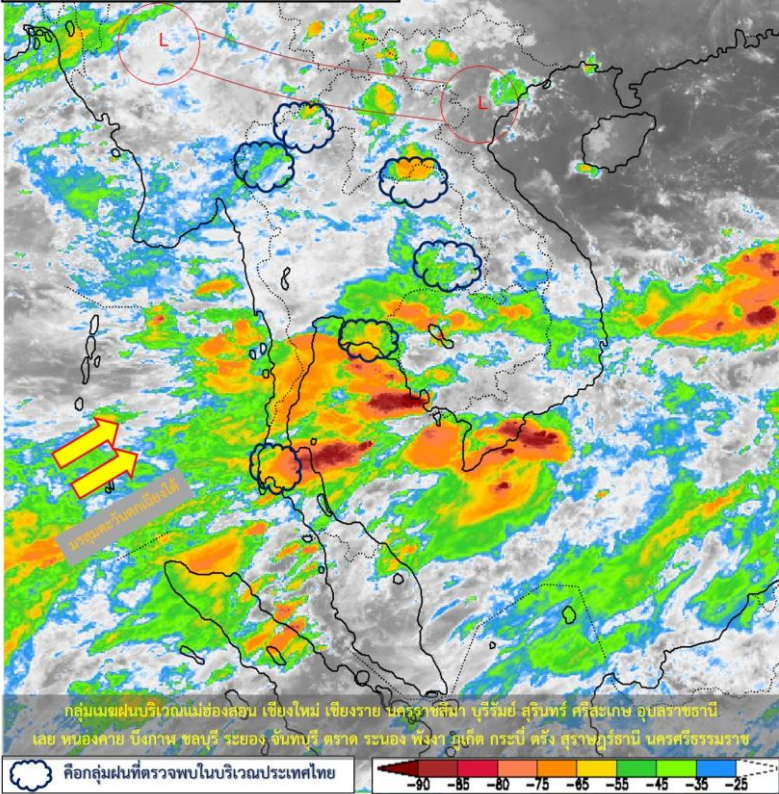 L
L
มรสุมตะวันตกเฉียงใต้
กลุ่มเมฆฝนบริเวณแม่ฮ่องสอน เชียงใหม่ เชียงราย นครราชสีมา บุรีรัมย์ สุรินทร์ ศรีสะเกษ อุบลราชธานี
เลย หนองคาย บึงกาฬ ชลบุรี ระยอง จันทบุรี ตราด ระนอง พังงา ภูเก็ต กระบี่ ตรัง สุราษฎร์ธานี นครศรีธรรมราช
คือกลุ่มฝนที่ตรวจพบในบริเวณประเทศไทย
-90 -85 -80 -75 -65 -55 -45 -35 -25